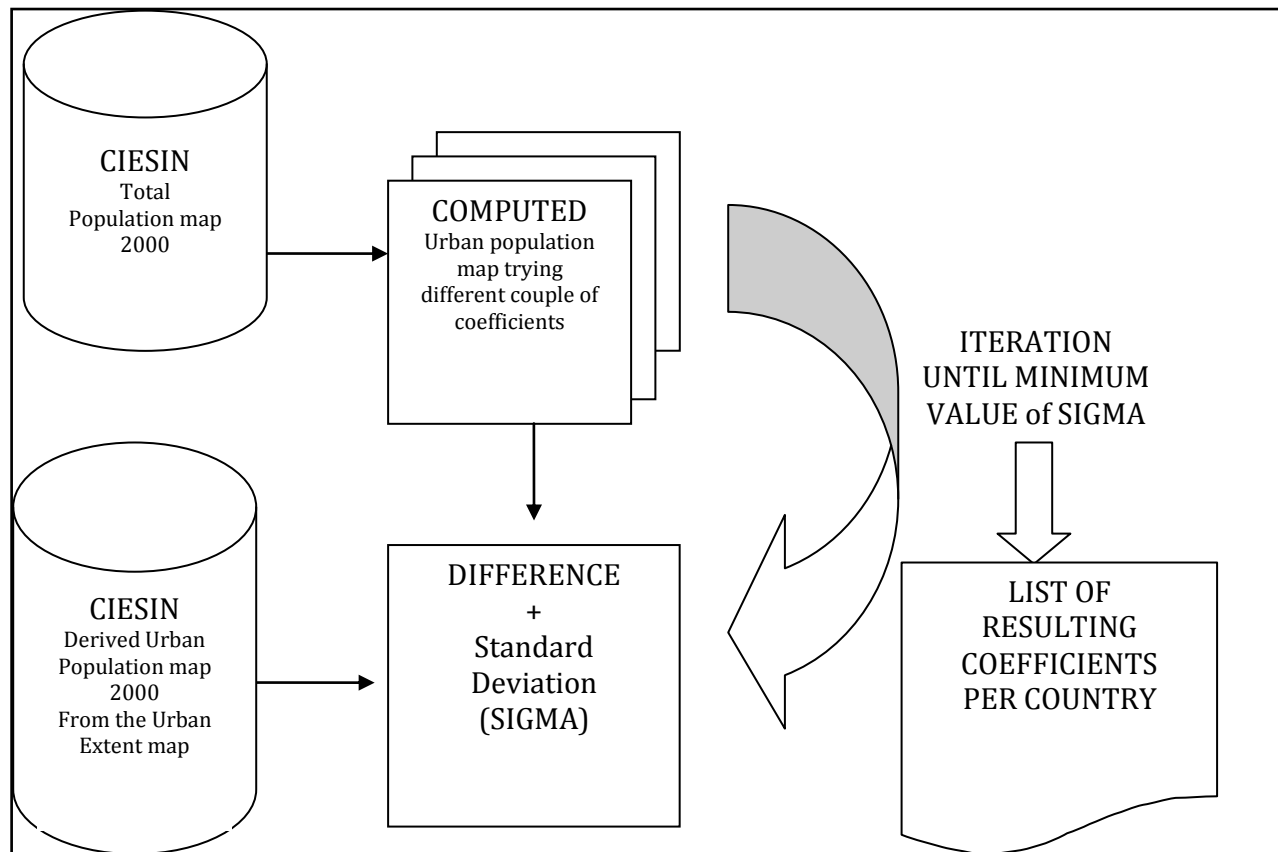 CIESIN
Total
Population map
2000
COMPUTED
Urban population
map trying
different couple of
coefficients
ITERATION
UNTIL MINIMUM
VALUE of SIGMA
CIESIN
Derived Urban
Population map
2000
From the Urban
Extent map
DIFFERENCE
+
Standard
Deviation
(SIGMA)
LIST OF
RESULTING
COEFFICIENTS
PER COUNTRY